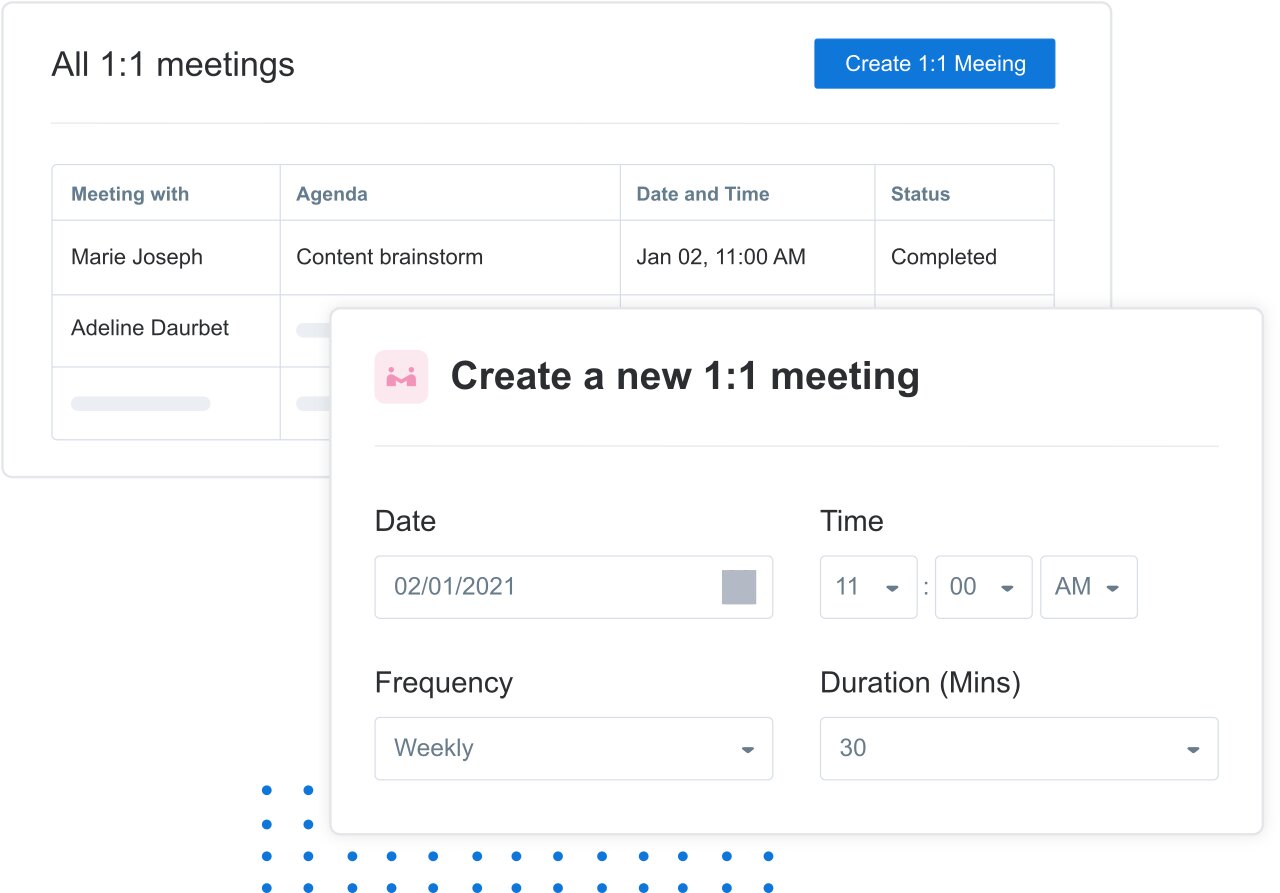 All 1:1 meetings
Create 1:1 Meeing
Meeting with Agenda Date and Time Status
Marie Joseph Content brainstorm Jan 02, 11:00 AM Completed
Adeline Daurbet
Create a new 1:1 meeting
Date Time
02/01/2021 11 : 00 AM
Frequency Duration (Mins)
Weekly 30